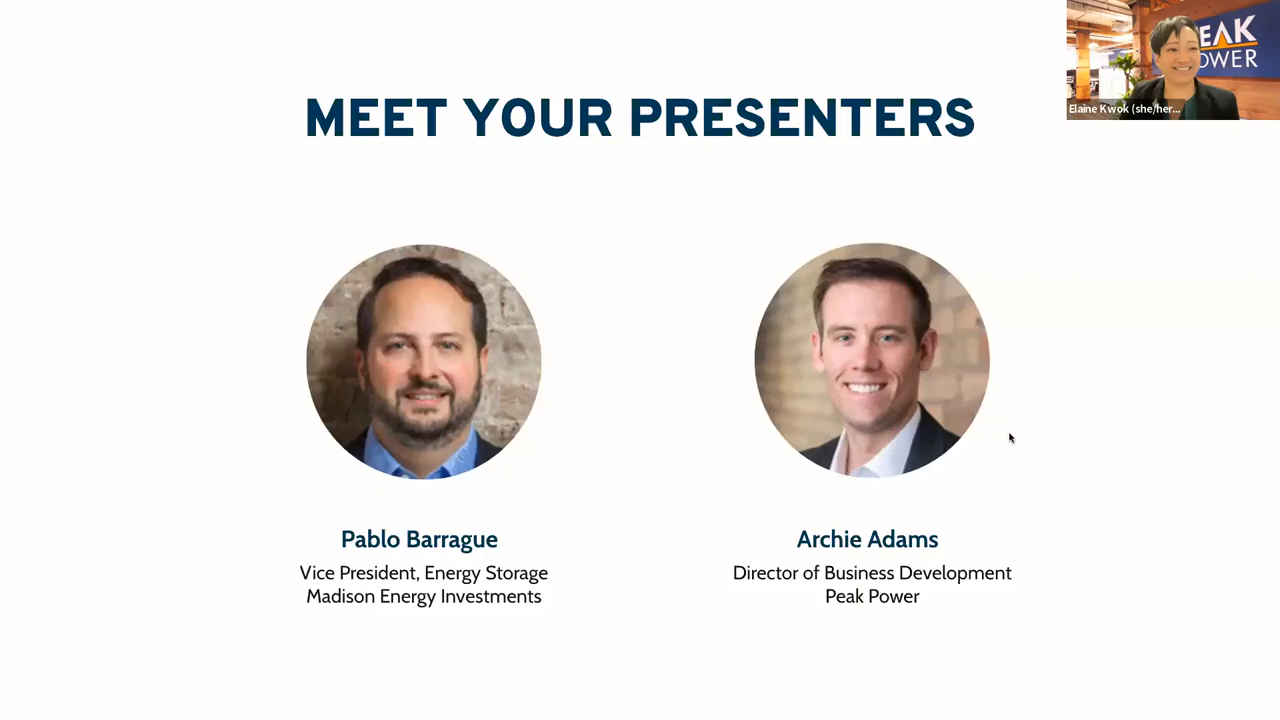 MEET YOUR PRESENTERS
EAK
OWER
Elaine Kwok (she/her...
Pablo Barrague
Vice President, Energy Storage
Madison Energy Investments
Archie Adams
Director of Business Development
Peak Power